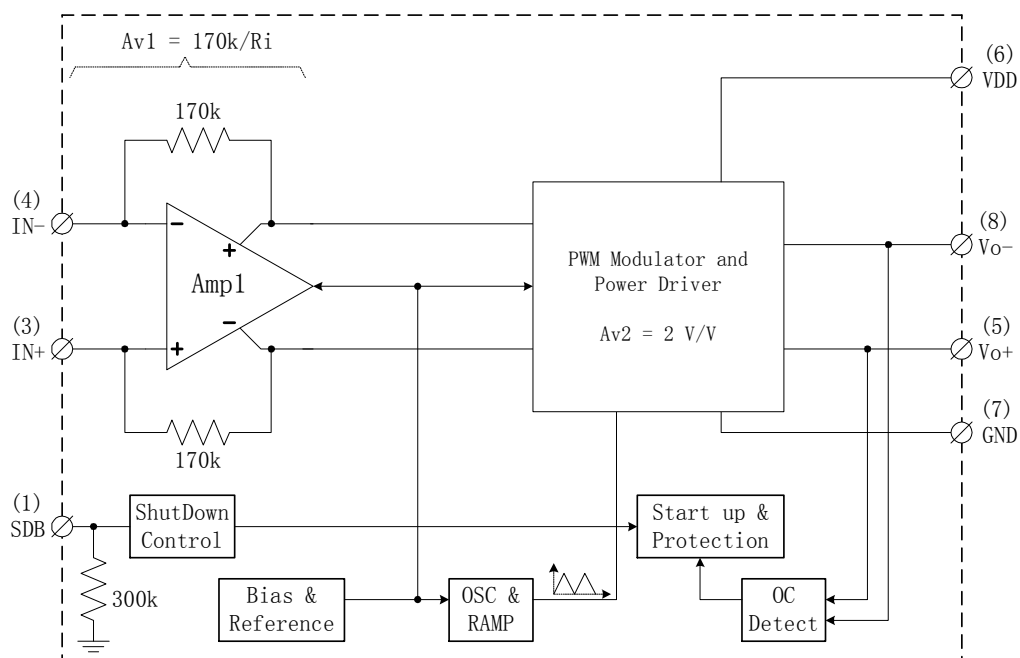 Av1 = 170k/Ri
(6)
VDD
170k
(4)
IN-
(8)
Vo-
PWM Modulator and
Power Driver
Av2 = 2 V/V
Amp1
(3)
IN+
(5)
Vo+
(7)
GND
170k
(1)
SDB
ShutDown
Control
Start up &
Protection
300k
Bias &
Reference
OSC &
RAMP
OC
Detect